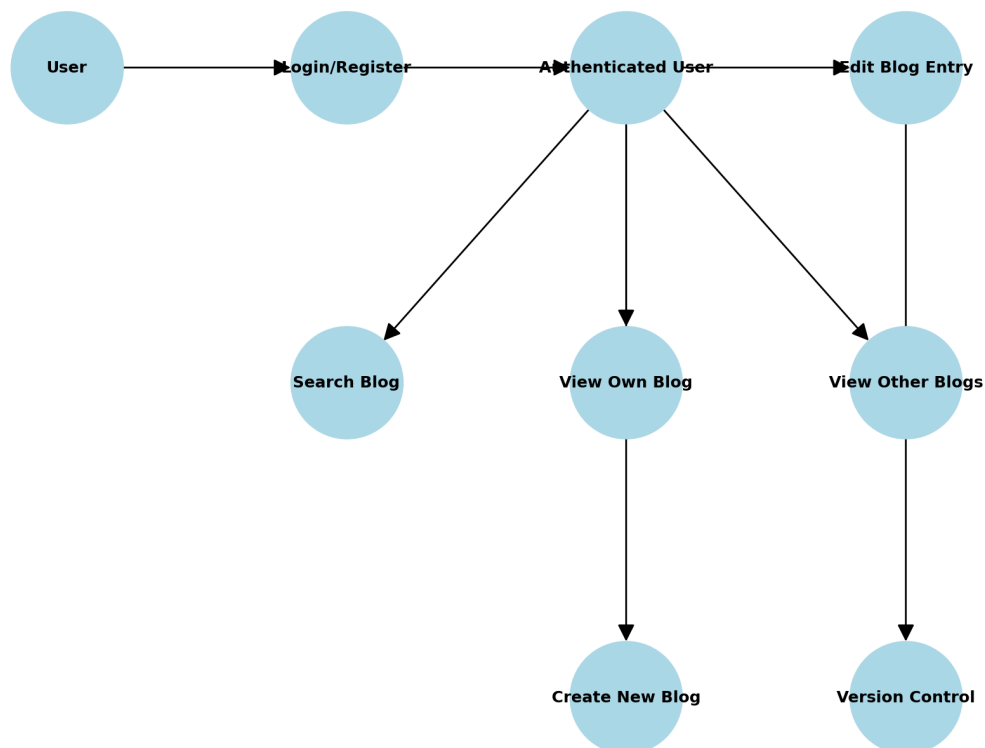 User
Login/Register
Authenticated User
Edit Blog Entry
Search Blog
View Own Blog
View Other Blogs
Create New Blog
Version Control